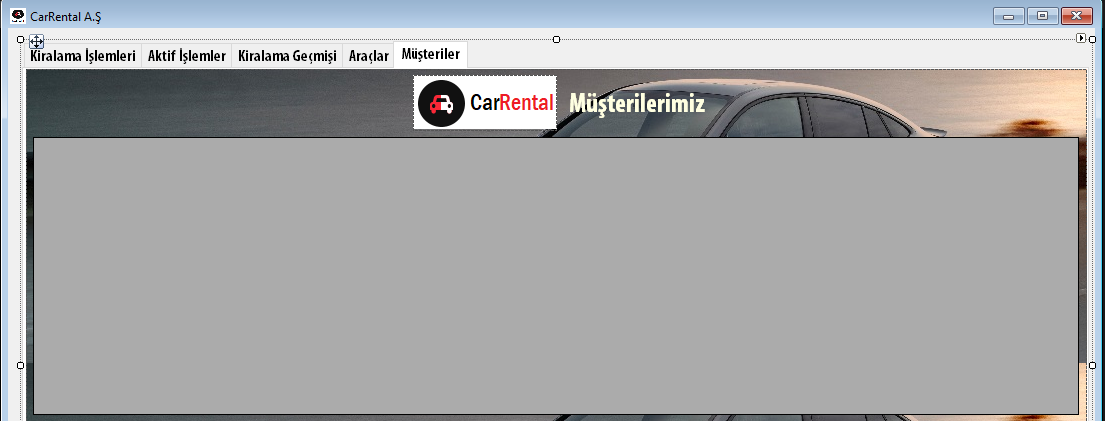 CarRental A.Ş
Kiralama İşlemleri Aktif İşlemler Kiralama Geçmişi Araçlar Müşteriler
CarRental Müşterilerimiz